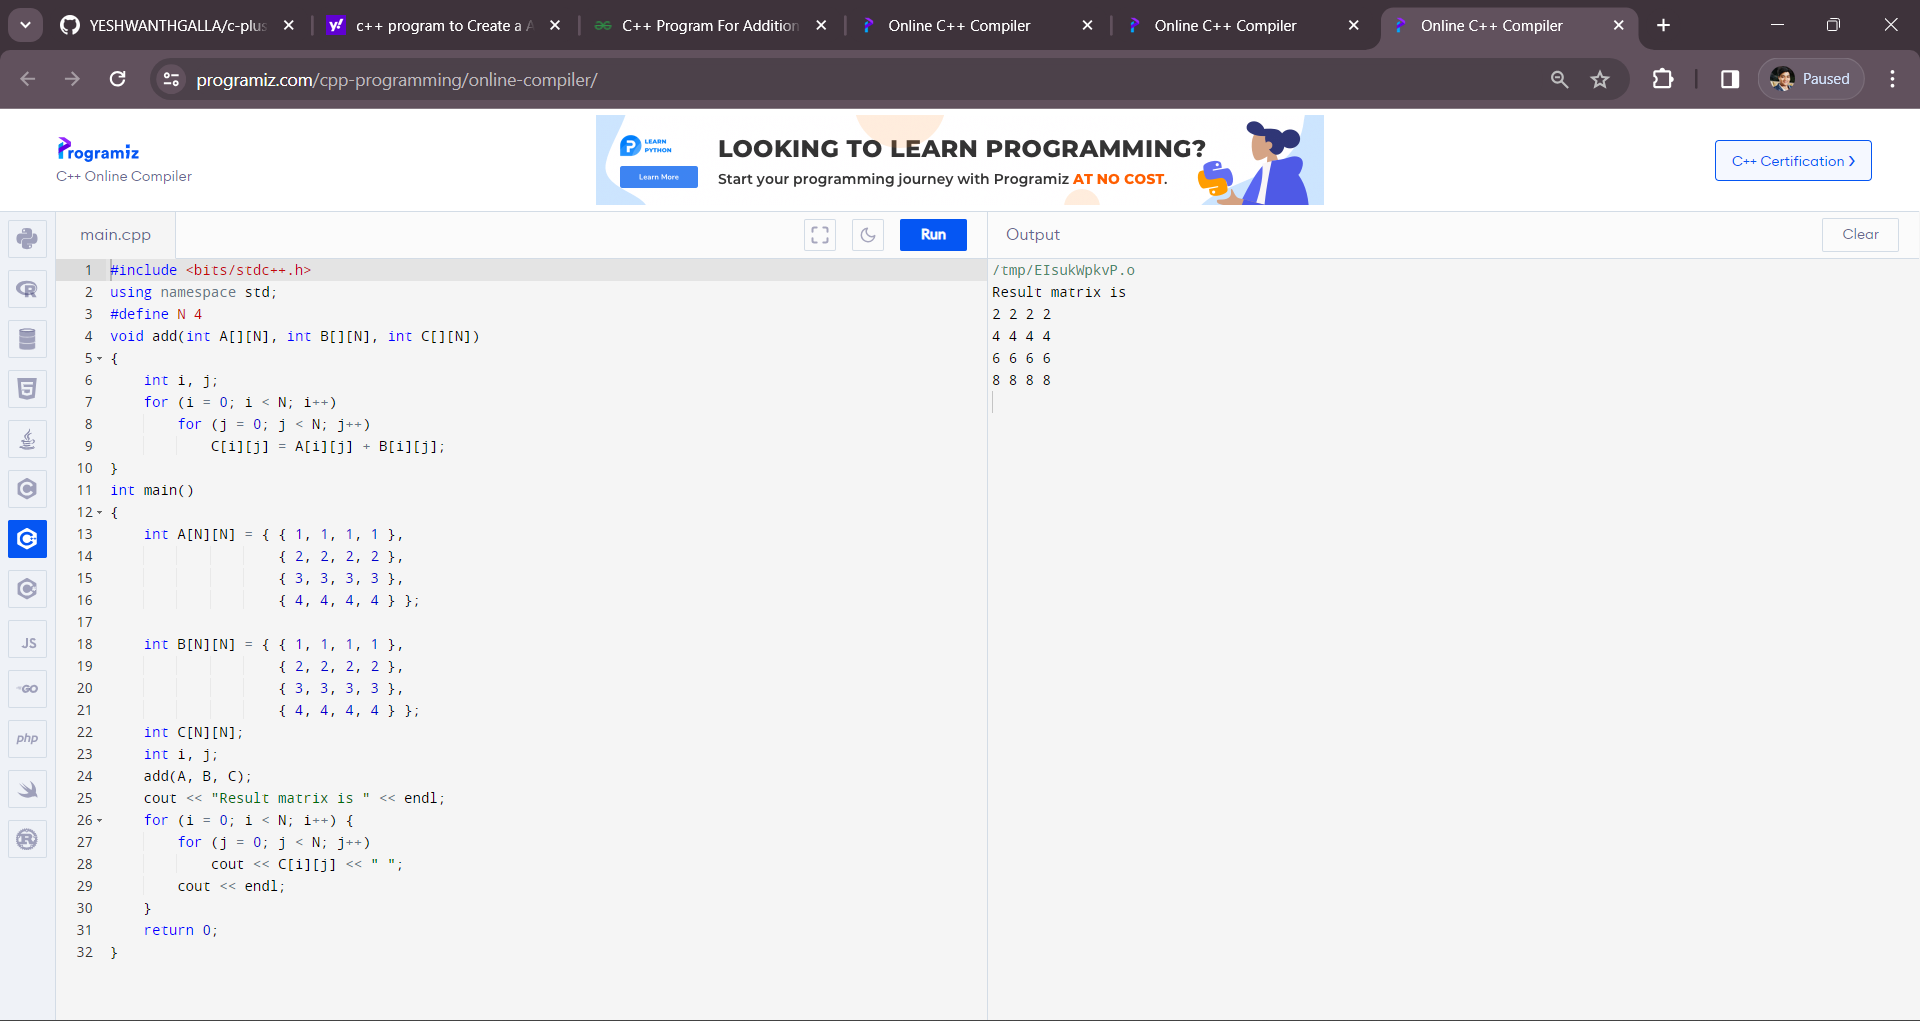 YESHWANTHGALLA/c-plus
c++ program to Create a A
C++ Program For Addition
Online C++ Compiler
Online C++ Compiler
Online C++ Compiler
programiz.com/cpp-programming/online-compiler/
Paused
Programiz
C++ Online Compiler
LEARN
PYTHON
Learn More
LOOKING TO LEARN PROGRAMMING?
Start your programming journey with Programiz AT NO COST.
C++ Certification >
main.cpp
Run
Output
Clear
1 #include <bits/stdc++.h>
2 using namespace std;
3 #define N 4
4 void add(int A[][N], int B[][N], int C[][N])
5 {
6     int i, j;
7     for (i = 0; i < N; i++)
8         for (j = 0; j < N; j++)
9             C[i][j] = A[i][j] + B[i][j];
10 }
11 int main()
12 {
13     int A[N][N] = { { 1, 1, 1, 1 },
14                     { 2, 2, 2, 2 },
15                     { 3, 3, 3, 3 },
16                     { 4, 4, 4, 4 } };
17
18     int B[N][N] = { { 1, 1, 1, 1 },
19                     { 2, 2, 2, 2 },
20                     { 3, 3, 3, 3 },
21                     { 4, 4, 4, 4 } };
22     int C[N][N];
23     int i, j;
24     add(A, B, C);
25     cout << "Result matrix is " << endl;
26     for (i = 0; i < N; i++) {
27         for (j = 0; j < N; j++)
28             cout << C[i][j] << " ";
29         cout << endl;
30     }
31     return 0;
32 }
/tmp/EIsukWpkvP.o
Result matrix is
2 2 2 2
4 4 4 4
6 6 6 6
8 8 8 8
R
5
C
C
C
JS
GO
php
R